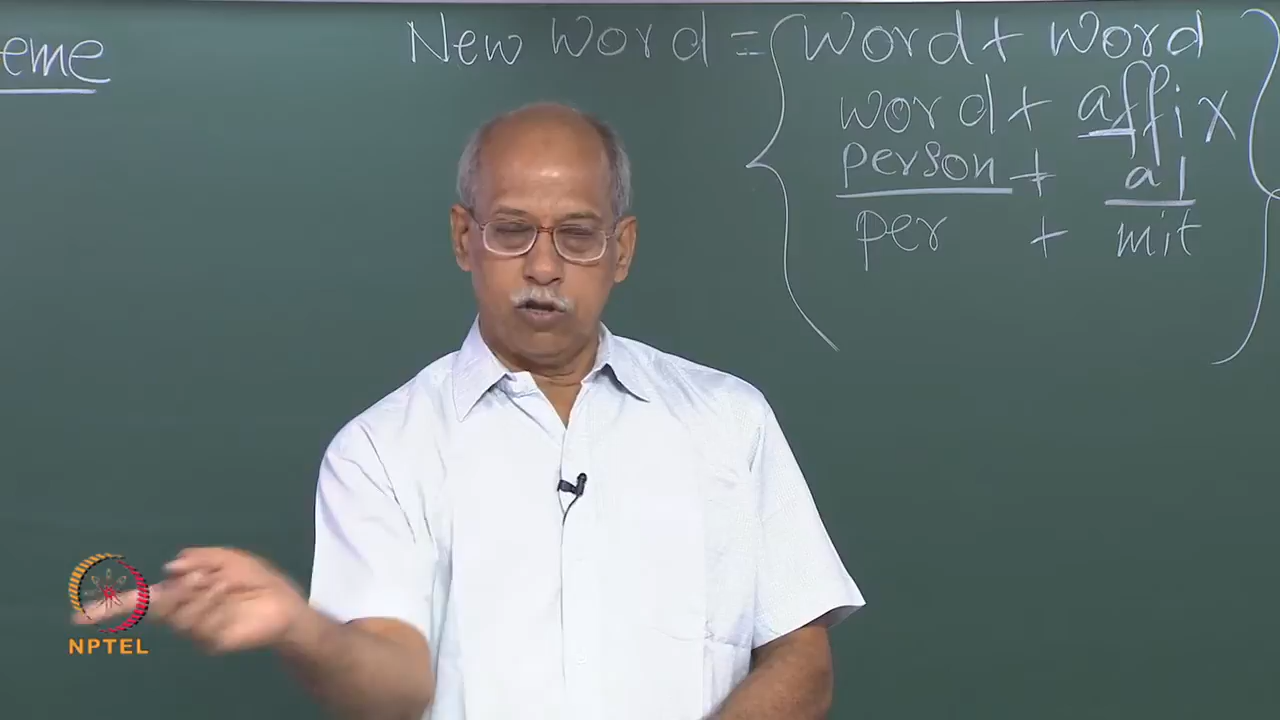 eme
New Word = { Word + Word }
word + affix
person + al
per + mit
NPTEL